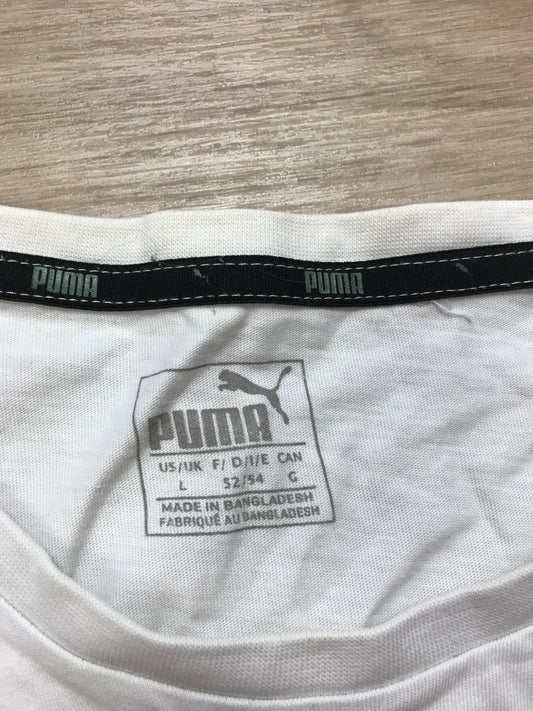 PUMA PUMA
PUMA
US/UK F/ D/I/E CAN
L 52/54 G
MADE IN BANGLADESH
FABRIQUÉ AU BANGLADESH